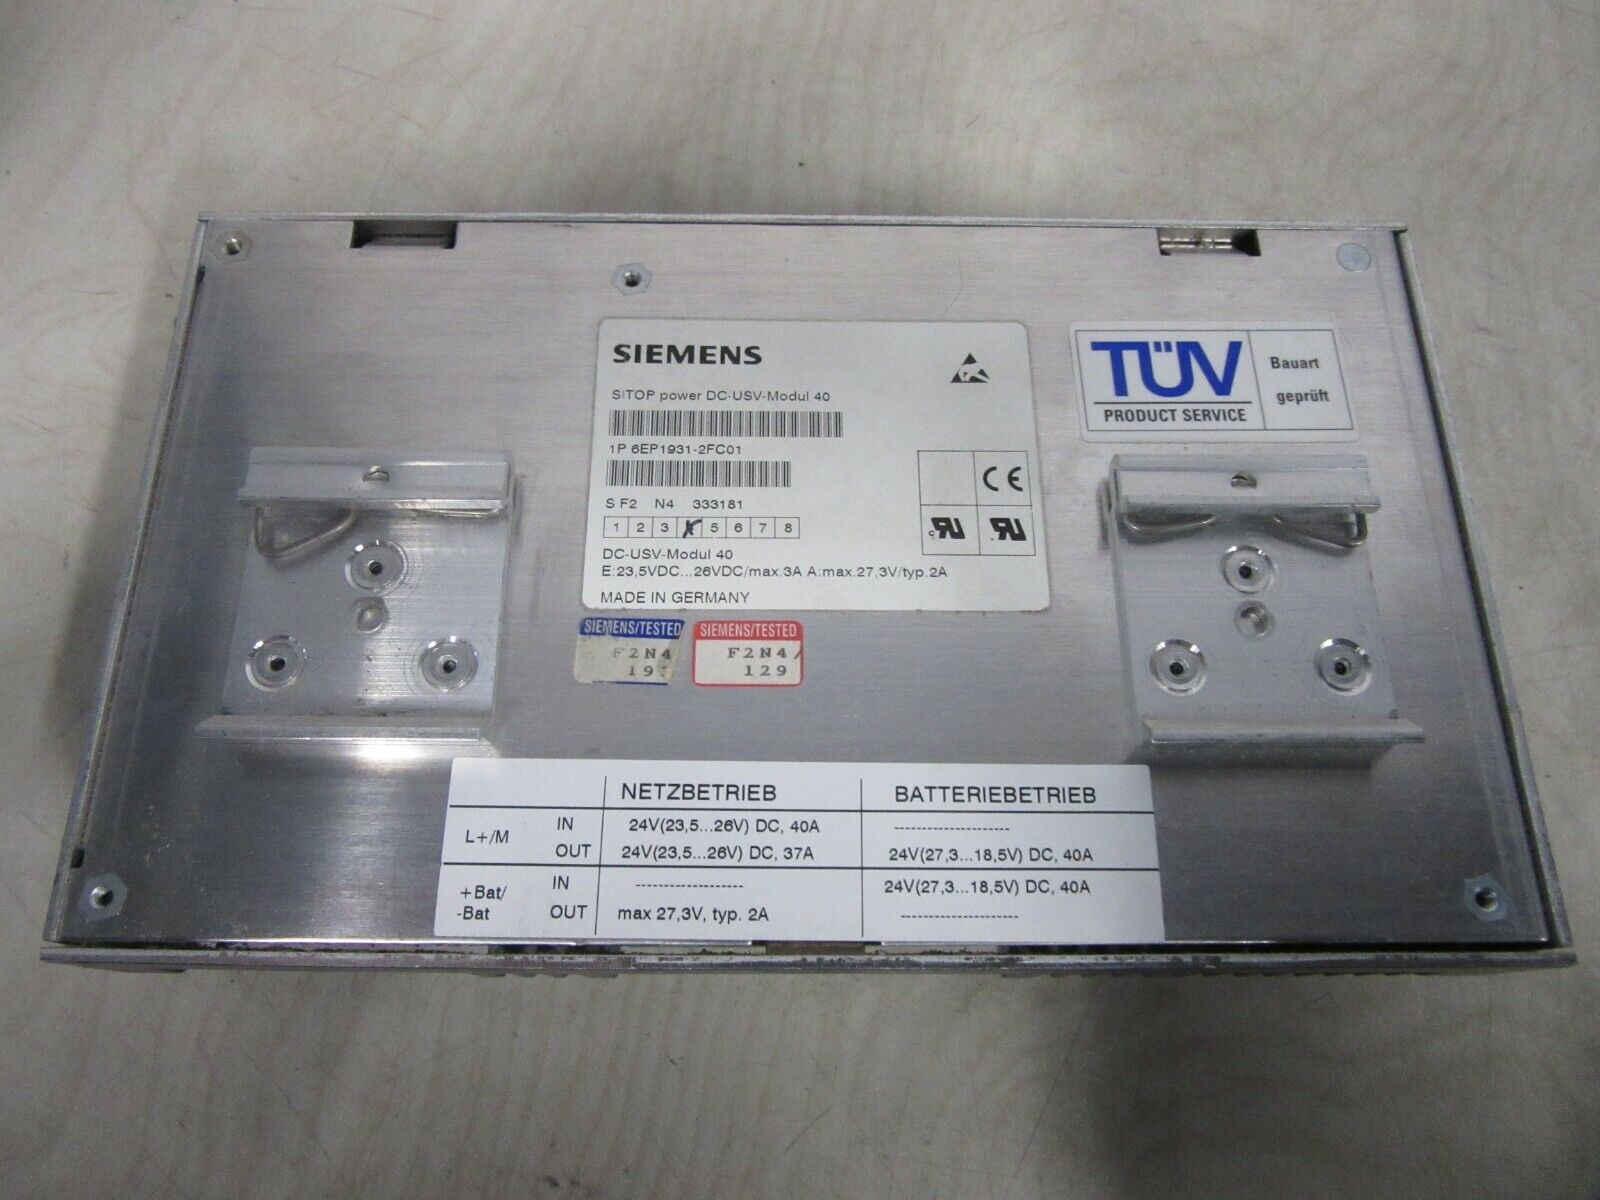 SIEMENS
SITOP power DC-USV-Modul 40
1P 6EP1931-2FC01
S F2 N4 333181
1 2 3 5 6 7 8
DC-USV-Modul 40
E:23,5VDC...26VDC/max.3A A:max.27,3V/typ.2A
MADE IN GERMANY
CE
TÜV
PRODUCT SERVICE
Bauart
geprüft
SIEMENS/TESTED
F2N4
SIEMENS/TESTED
F2N4
129
NETZBETRIEB BATTERIEBETRIEB
L+/M IN 24V(23,5...26V) DC, 40A ---------------------
OUT 24V(23,5...26V) DC, 37A 24V(27,3...18,5V) DC, 40A
+Bat/ -Bat IN -------------------- 24V(27,3...18,5V) DC, 40A
OUT max 27,3V, typ. 2A ---------------------